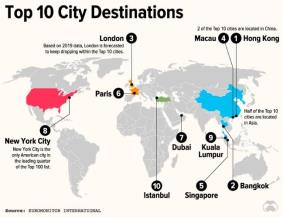 Top 10 City Destinations
London 3
Based on 2019 data, London is forecasted
to keep dropping within the Top 10 cities.
2 of the Top 10 cities are located in China.
Macau 4 1 Hong Kong
Paris 6
Half of the Top 10
cities are located
in Asia.
8
New York City
New York City is the
only American city in
the leading quarter
of the Top 100 list.
7
Dubai
9
Kuala
Lumpur
10
Istanbul
5
Singapore
2 Bangkok
Source: EUROMONITOR INTERNATIONAL